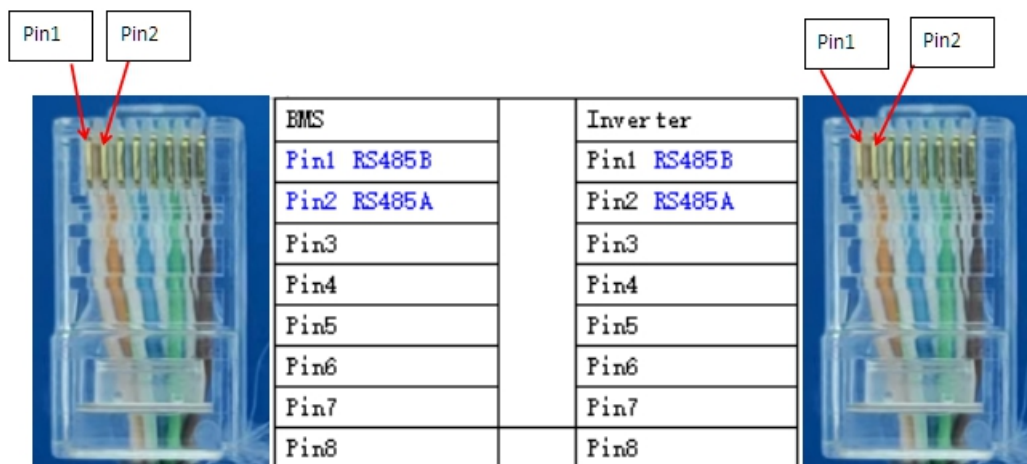 Pin1 Pin2 Pin1 Pin2
BMS Inverter
Pin1 RS485B Pin1 RS485B
Pin2 RS485A Pin2 RS485A
Pin3 Pin3
Pin4 Pin4
Pin5 Pin5
Pin6 Pin6
Pin7 Pin7
Pin8 Pin8